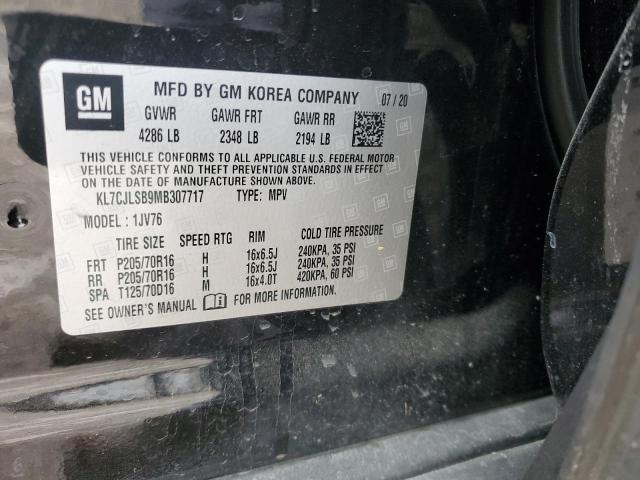 GM
MFD BY GM KOREA COMPANY 07 / 20
GVWR GAWR FRT GAWR RR
4286 LB 2348 LB 2194 LB
THIS VEHICLE CONFORMS TO ALL APPLICABLE U.S. FEDERAL MOTOR
VEHICLE SAFETY AND THEFT PREVENTION STANDARDS IN EFFECT ON THE
DATE OF MANUFACTURE SHOWN ABOVE.
KL7CJLSB9MB307717 TYPE: MPV
MODEL : 1JV76
TIRE SIZE SPEED RTG RIM COLD TIRE PRESSURE
FRT P205/70R16 H 16x6.5J 240KPA, 35 PSI
RR P205/70R16 H 16x6.5J 240KPA, 35 PSI
SPA T125/70D16 M 16x4.0T 420KPA, 60 PSI
SEE OWNER'S MANUAL FOR MORE INFORMATION